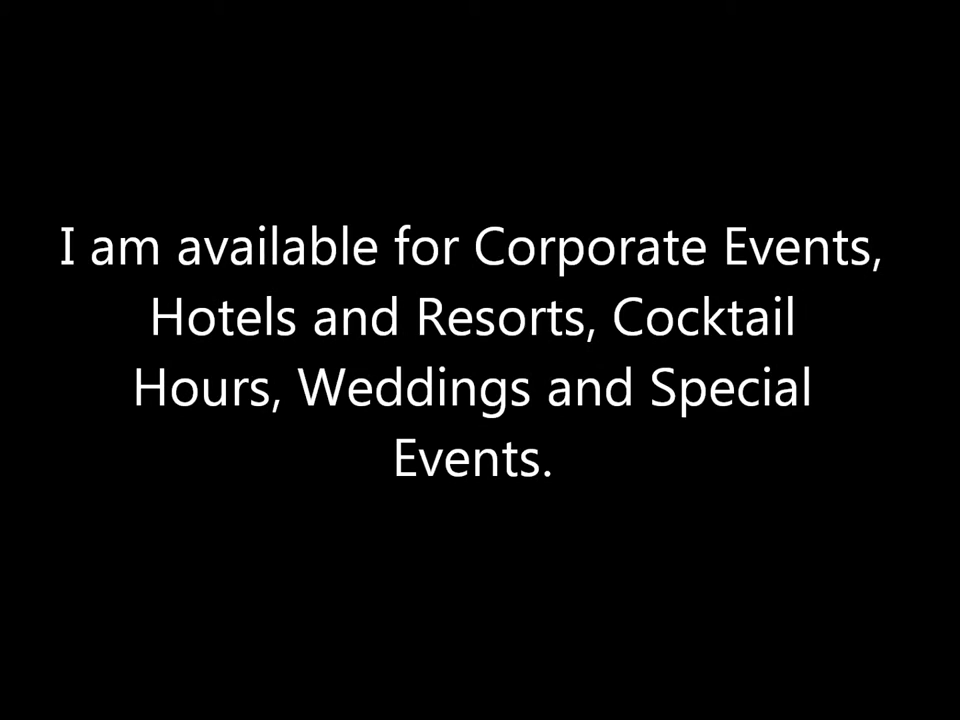 I am available for Corporate Events,
Hotels and Resorts, Cocktail
Hours, Weddings and Special
Events.